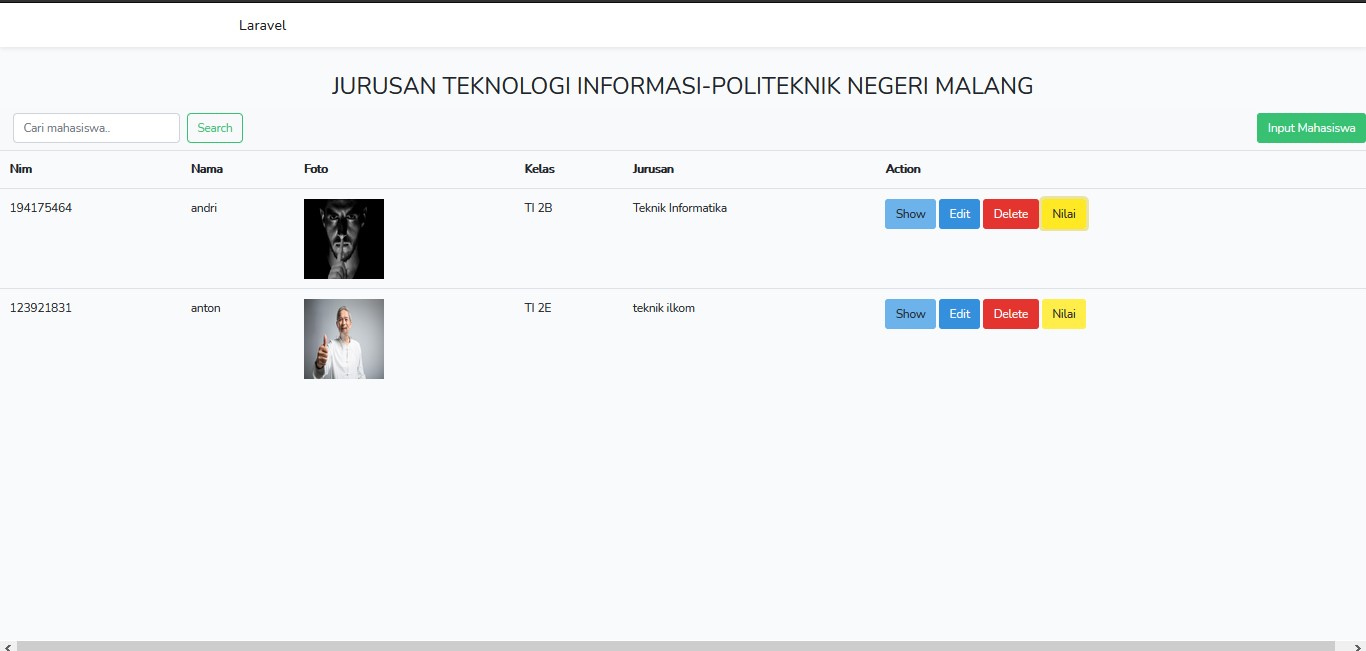 Laravel
JURUSAN TEKNOLOGI INFORMASI-POLITEKNIK NEGERI MALANG
Cari mahasiswa.. Search Input Mahasiswa
Nim Nama Foto Kelas Jurusan Action
194175464 andri TI 2B Teknik Informatika Show Edit Delete Nilai
123921831 anton TI 2E teknik ilkom Show Edit Delete Nilai